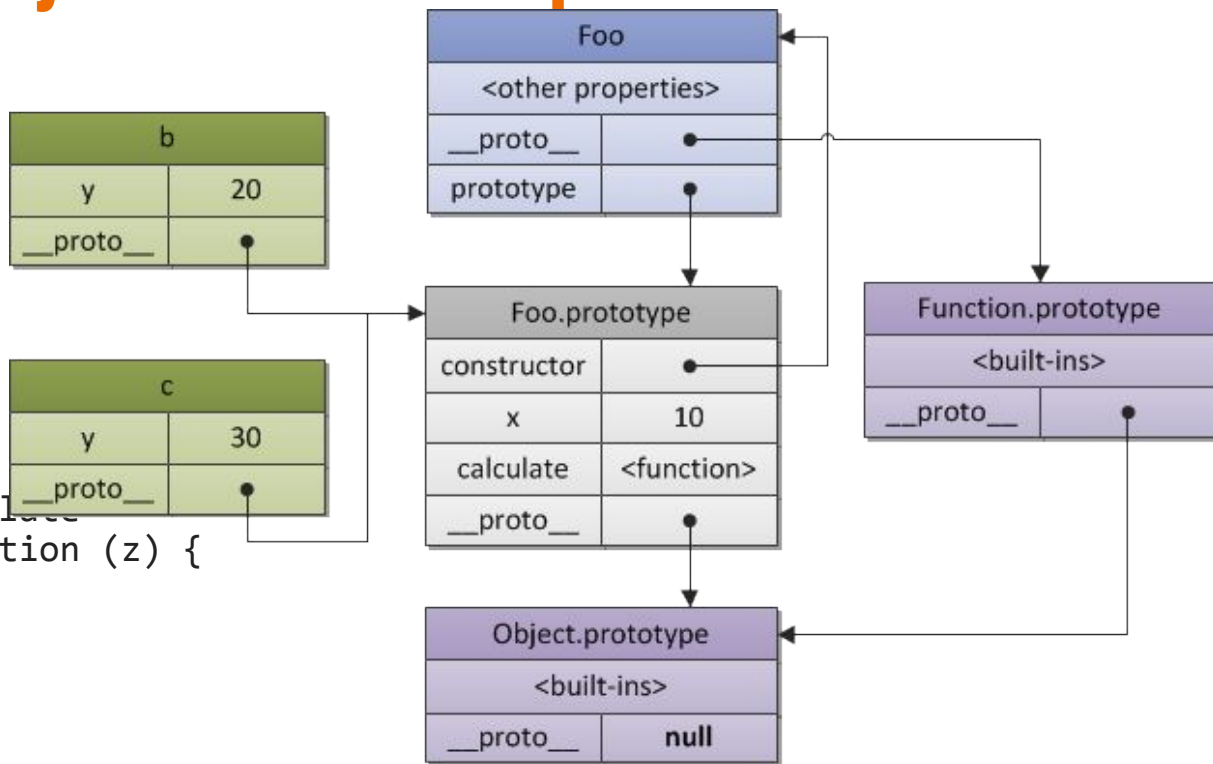 Foo
<other properties>
__proto__
prototype
b
y 20
__proto__
c
y 30
__proto__
tion (z) {
Foo.prototype
constructor
x 10
calculate <function>
__proto__
Function.prototype
<built-ins>
__proto__
Object.prototype
<built-ins>
__proto__ null